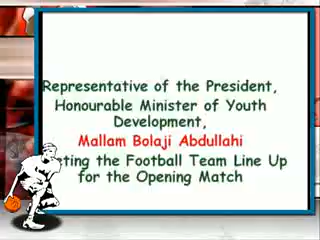 Representative of the President,
Honourable Minister of Youth
Development,
Mallam Bolaji Abdullahi
eting the Football Team Line Up
for the Opening Match